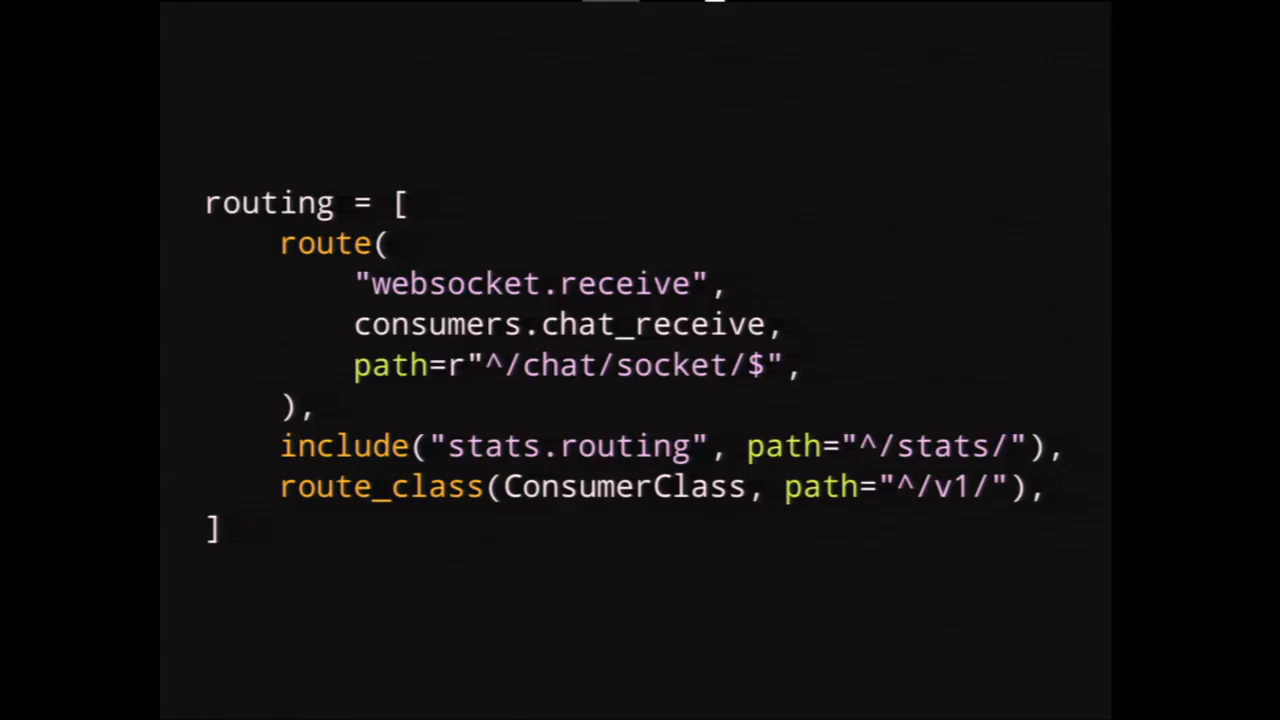 routing = [
    route(
        "websocket.receive",
        consumers.chat_receive,
        path=r"^/chat/socket/$",
    ),
    include("stats.routing", path="^/stats/"),
    route_class(ConsumerClass, path="^/v1/"),
]